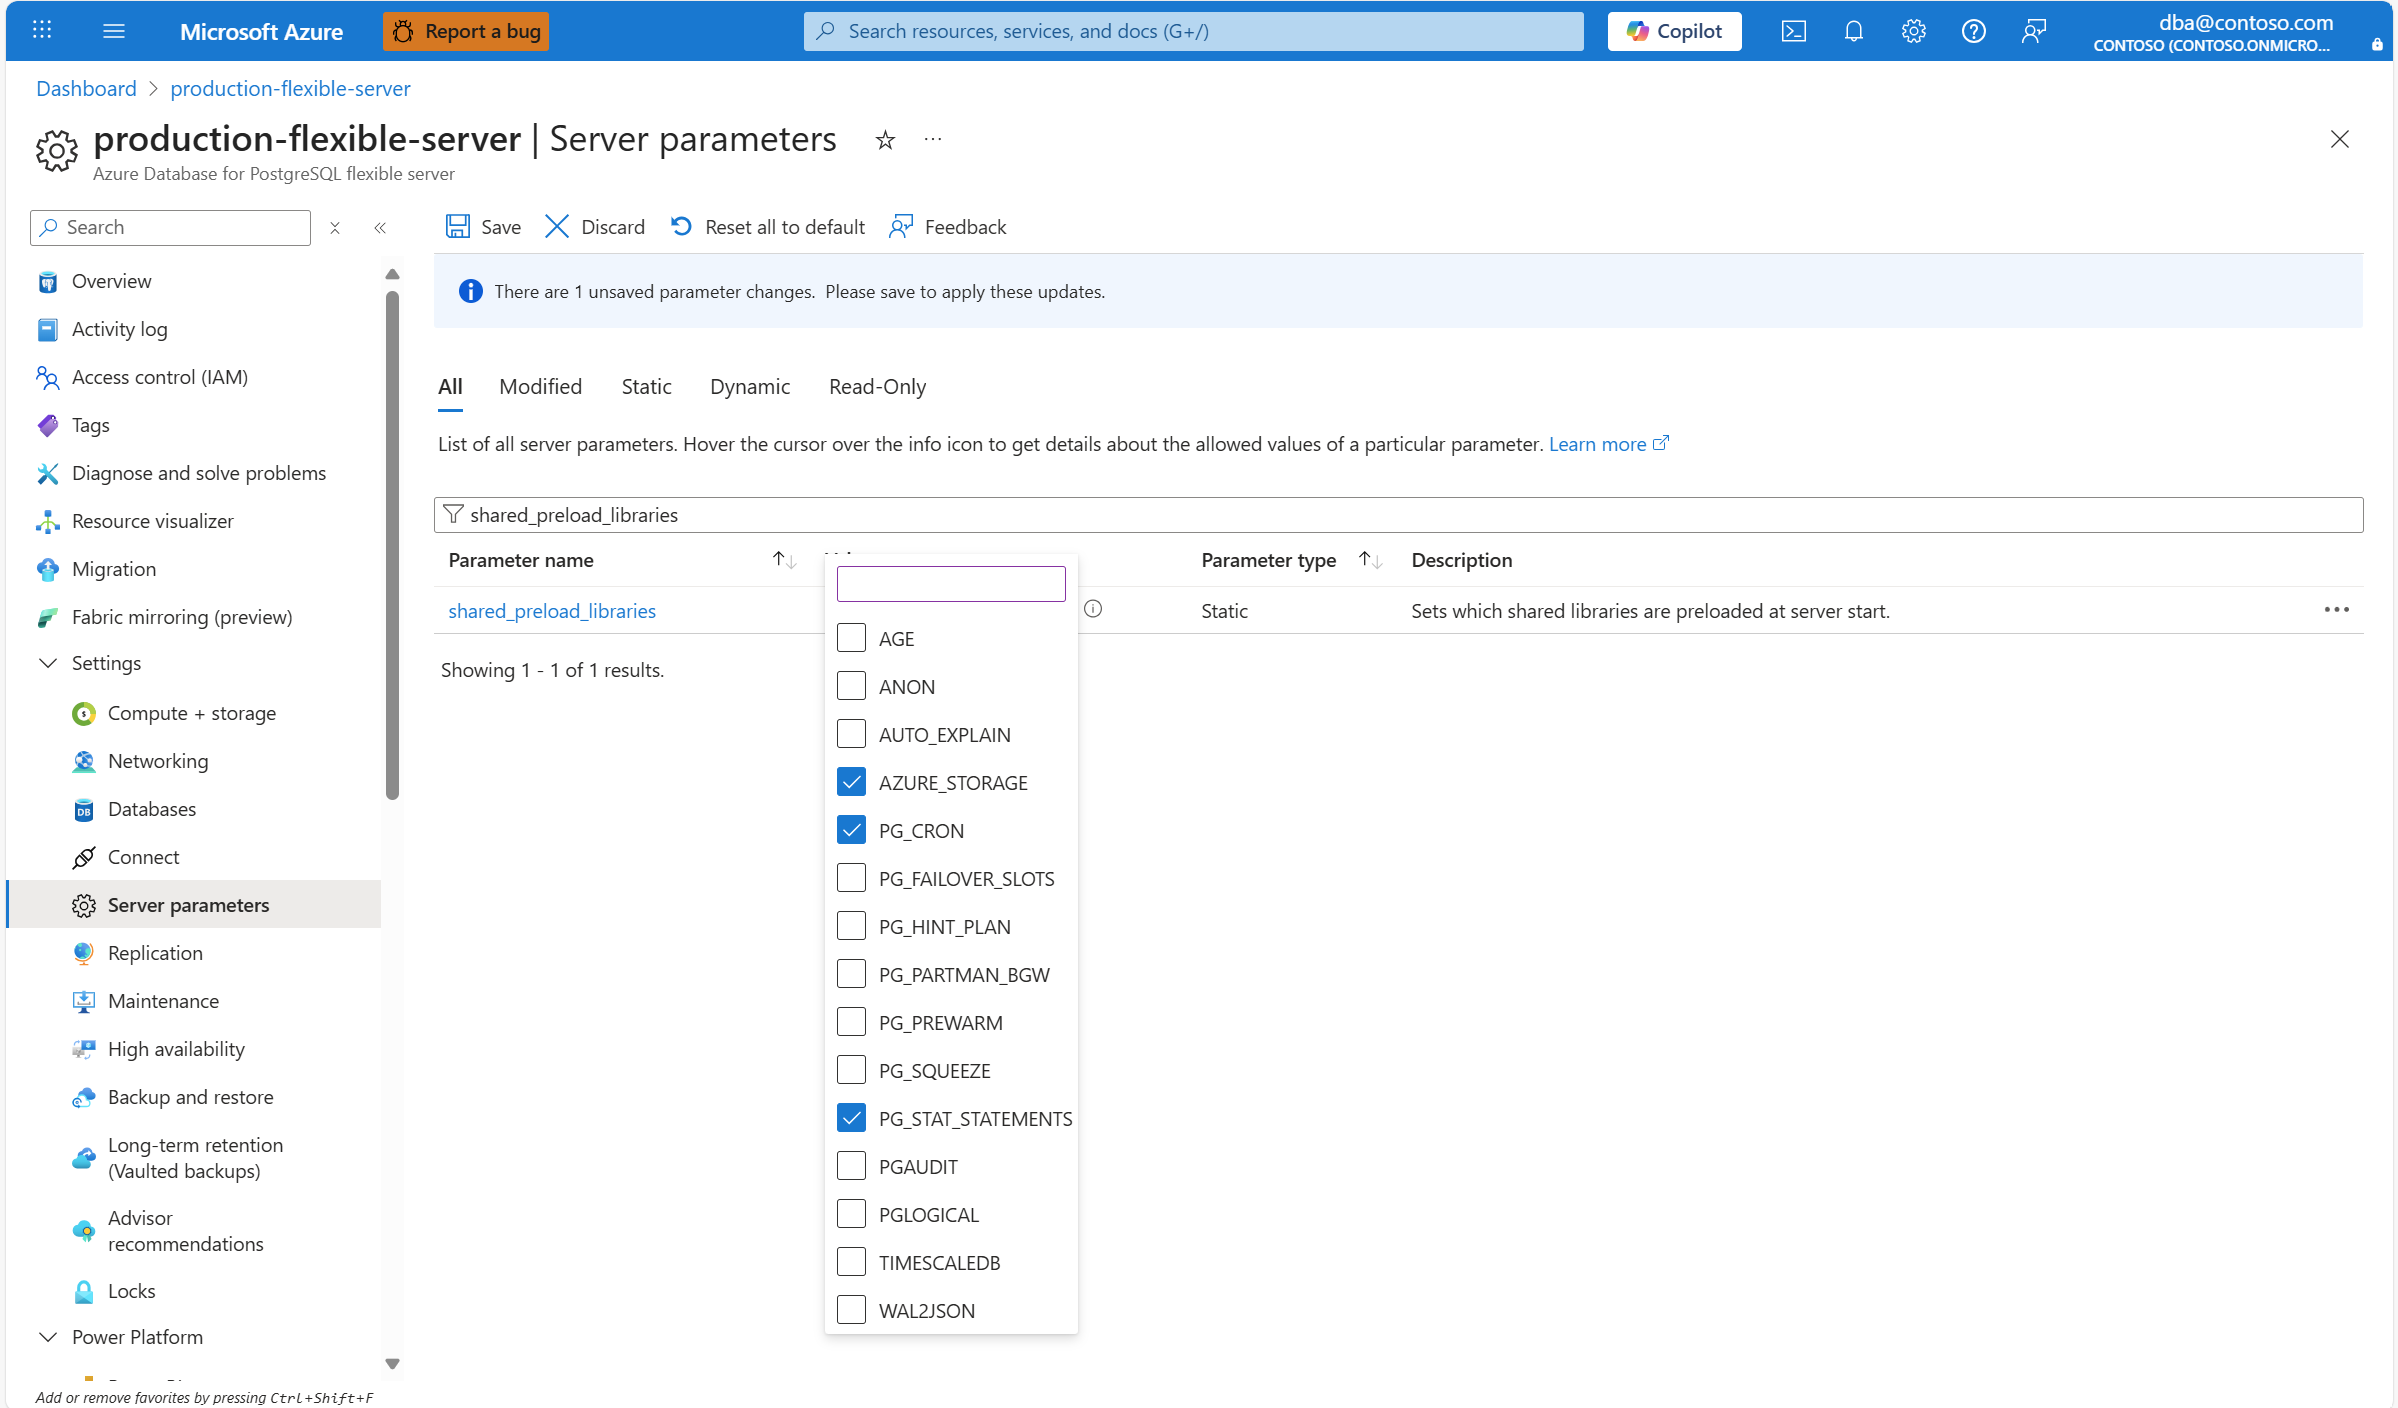 Microsoft Azure
Report a bug
Search resources, services, and docs (G+/)
Copilot
dba@contoso.com
CONTOSO (CONTOSO.ONMICRO...
Dashboard > production-flexible-server
production-flexible-server | Server parameters
Azure Database for PostgreSQL flexible server
Search
Overview
Activity log
Access control (IAM)
Tags
Diagnose and solve problems
Resource visualizer
Migration
Fabric mirroring (preview)
Settings
Compute + storage
Networking
Databases
Connect
Server parameters
Replication
Maintenance
High availability
Backup and restore
Long-term retention
(Vaulted backups)
Advisor
recommendations
Locks
Power Platform
Add or remove favorites by pressing Ctrl+Shift+F
Save
Discard
Reset all to default
Feedback
There are 1 unsaved parameter changes. Please save to apply these updates.
All
Modified
Static
Dynamic
Read-Only
List of all server parameters. Hover the cursor over the info icon to get details about the allowed values of a particular parameter. Learn more
shared_preload_libraries
Parameter name
Parameter type
Description
shared_preload_libraries
Static
Sets which shared libraries are preloaded at server start.
Showing 1 - 1 of 1 results.
AGE
ANON
AUTO_EXPLAIN
AZURE_STORAGE
PG_CRON
PG_FAILOVER_SLOTS
PG_HINT_PLAN
PG_PARTMAN_BGW
PG_PREWARM
PG_SQUEEZE
PG_STAT_STATEMENTS
PGAUDIT
PGLOGICAL
TIMESCALEDB
WAL2JSON